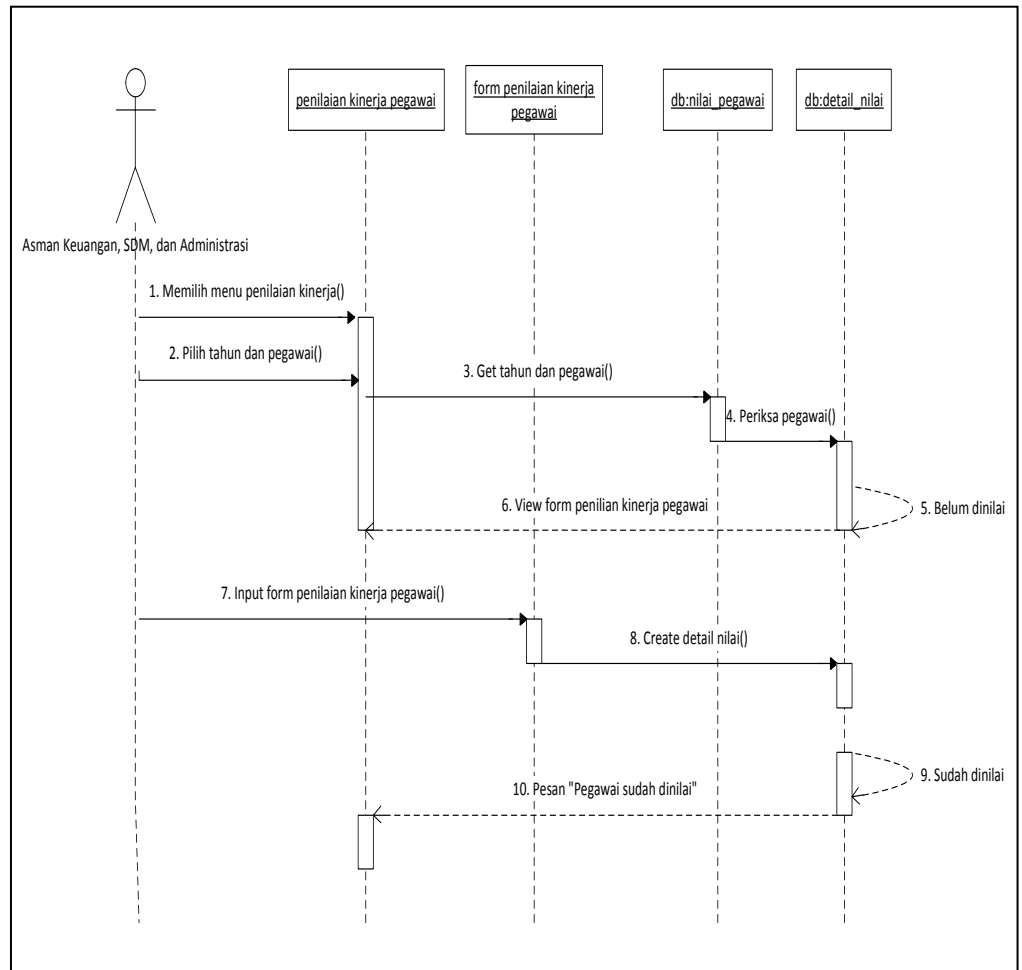 penilaian kinerja pegawai
form penilaian kinerja
pegawai
db:nilai_pegawai
db:detail_nilai
Asman Keuangan, SDM, dan Administrasi
1. Memilih menu penilaian kinerja()
2. Pilih tahun dan pegawai()
3. Get tahun dan pegawai()
4. Periksa pegawai()
5. Belum dinilai
6. View form penilian kinerja pegawai
7. Input form penilaian kinerja pegawai()
8. Create detail nilai()
9. Sudah dinilai
10. Pesan "Pegawai sudah dinilai"